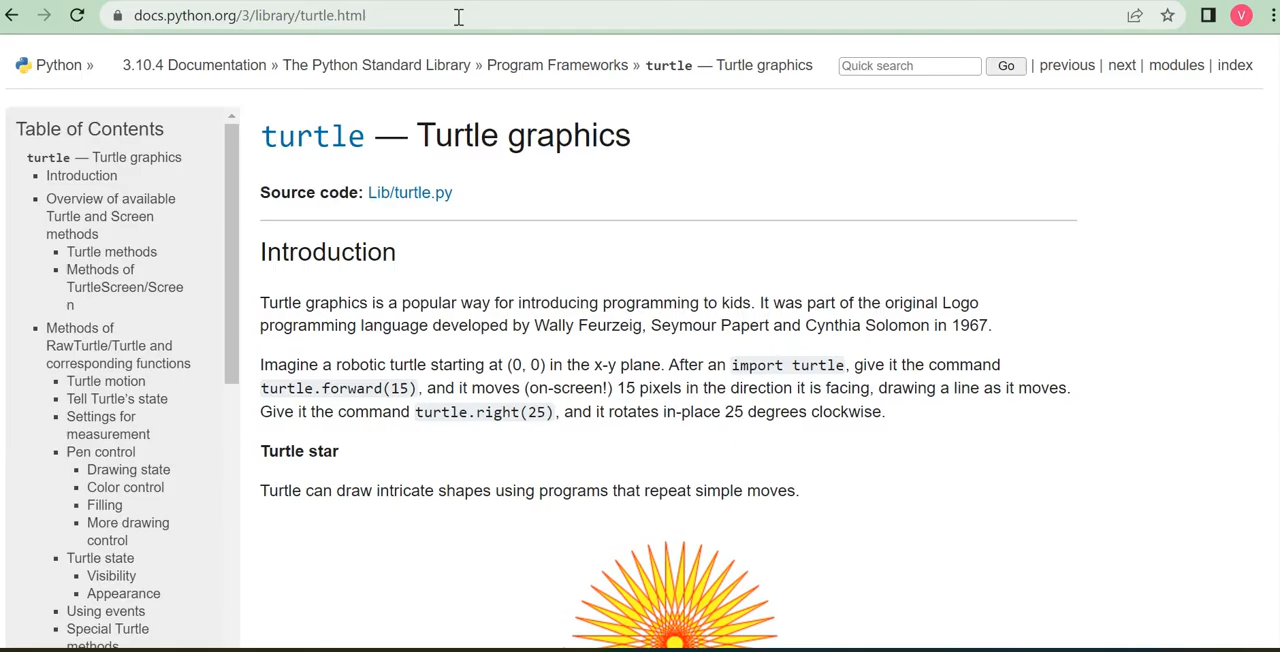 docs.python.org/3/library/turtle.html
V
Python » 3.10.4 Documentation » The Python Standard Library » Program Frameworks » turtle — Turtle graphics
Quick search Go | previous | next | modules | index
Table of Contents
turtle — Turtle graphics
Introduction
Overview of available
Turtle and Screen
methods
Turtle methods
Methods of
TurtleScreen/Scree
n
Methods of
RawTurtle/Turtle and
corresponding functions
Turtle motion
Tell Turtle's state
Settings for
measurement
Pen control
Drawing state
Color control
Filling
More drawing
control
Turtle state
Visibility
Appearance
Using events
Special Turtle
methods
turtle — Turtle graphics
Source code: Lib/turtle.py
Introduction
Turtle graphics is a popular way for introducing programming to kids. It was part of the original Logo
programming language developed by Wally Feurzeig, Seymour Papert and Cynthia Solomon in 1967.
Imagine a robotic turtle starting at (0, 0) in the x-y plane. After an import turtle, give it the command
turtle.forward(15), and it moves (on-screen!) 15 pixels in the direction it is facing, drawing a line as it moves.
Give it the command turtle.right(25), and it rotates in-place 25 degrees clockwise.
Turtle star
Turtle can draw intricate shapes using programs that repeat simple moves.